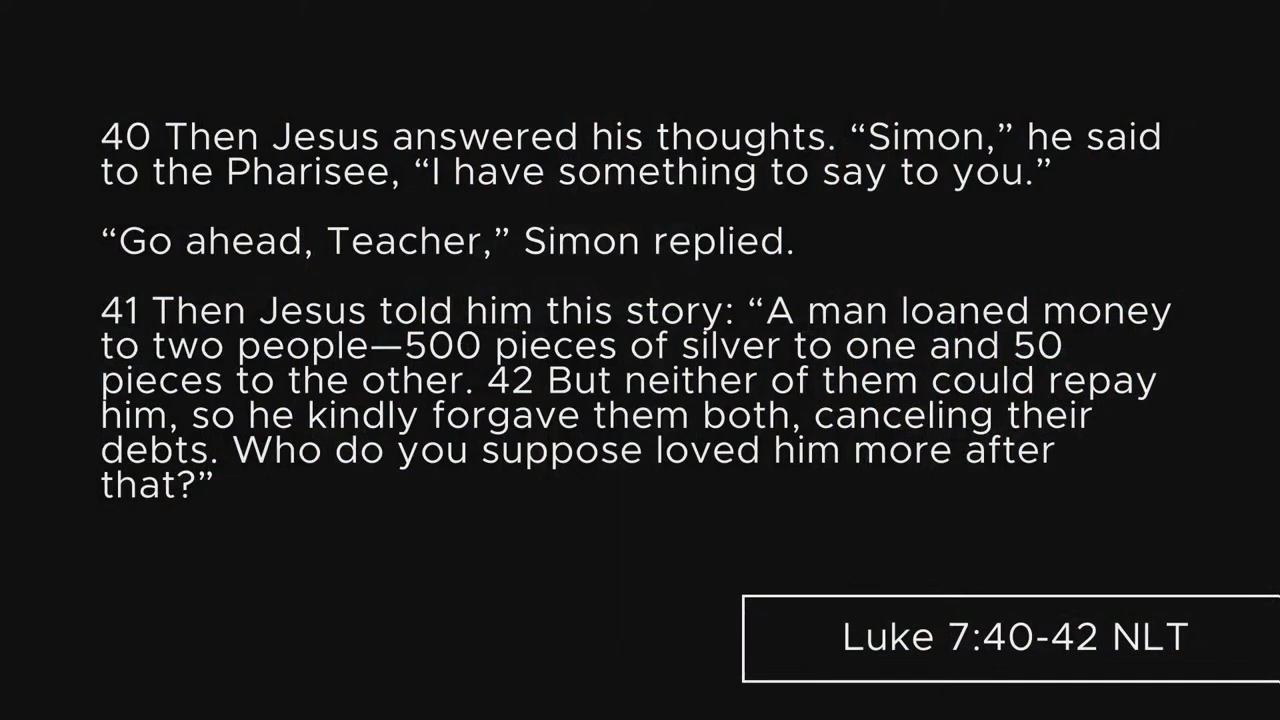 40 Then Jesus answered his thoughts. “Simon,” he said
to the Pharisee, “I have something to say to you.”
“Go ahead, Teacher,” Simon replied.
41 Then Jesus told him this story: “A man loaned money
to two people—500 pieces of silver to one and 50
pieces to the other. 42 But neither of them could repay
him, so he kindly forgave them both, canceling their
debts. Who do you suppose loved him more after
that?”
Luke 7:40-42 NLT